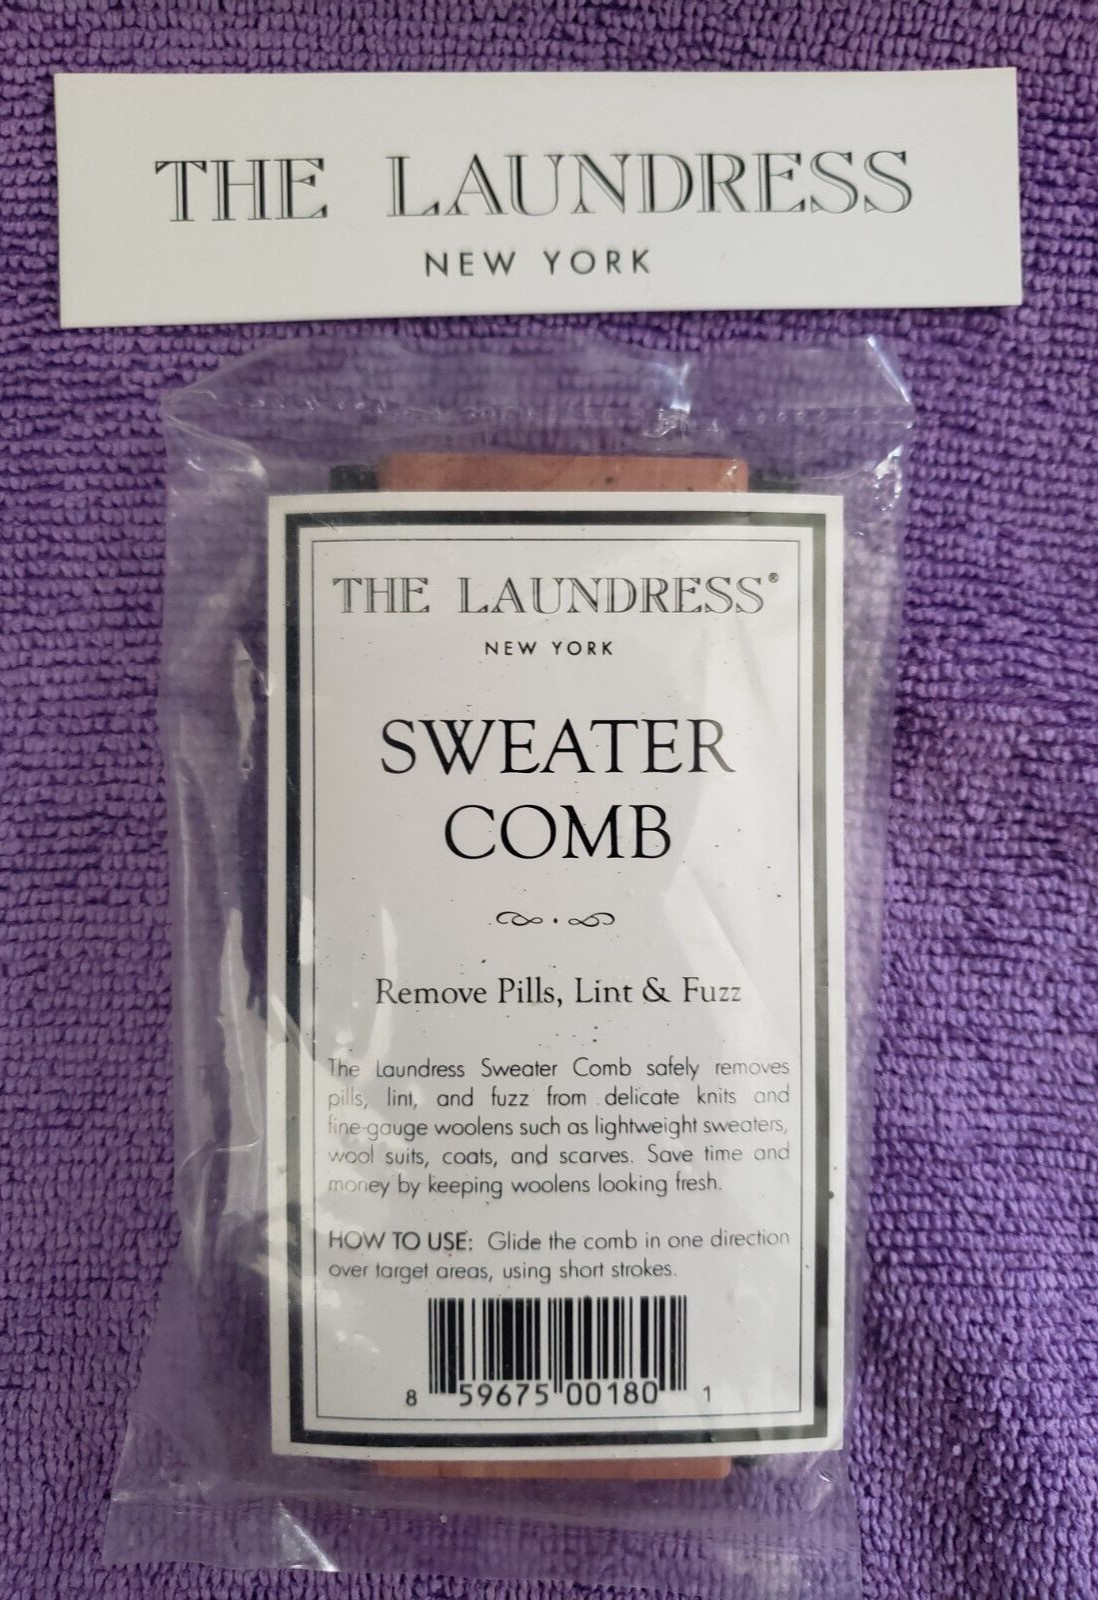 THE LAUNDRESS
NEW YORK
THE LAUNDRESS®
NEW YORK
SWEATER
COMB
Remove Pills, Lint & Fuzz
The Laundress Sweater Comb safely removes
pills, lint, and fuzz from delicate knits and
fine-gauge woolens such as lightweight sweaters,
wool suits, coats, and scarves. Save time and
money by keeping woolens looking fresh.
HOW TO USE: Glide the comb in one direction
over target areas, using short strokes.
8 59675 00180 1